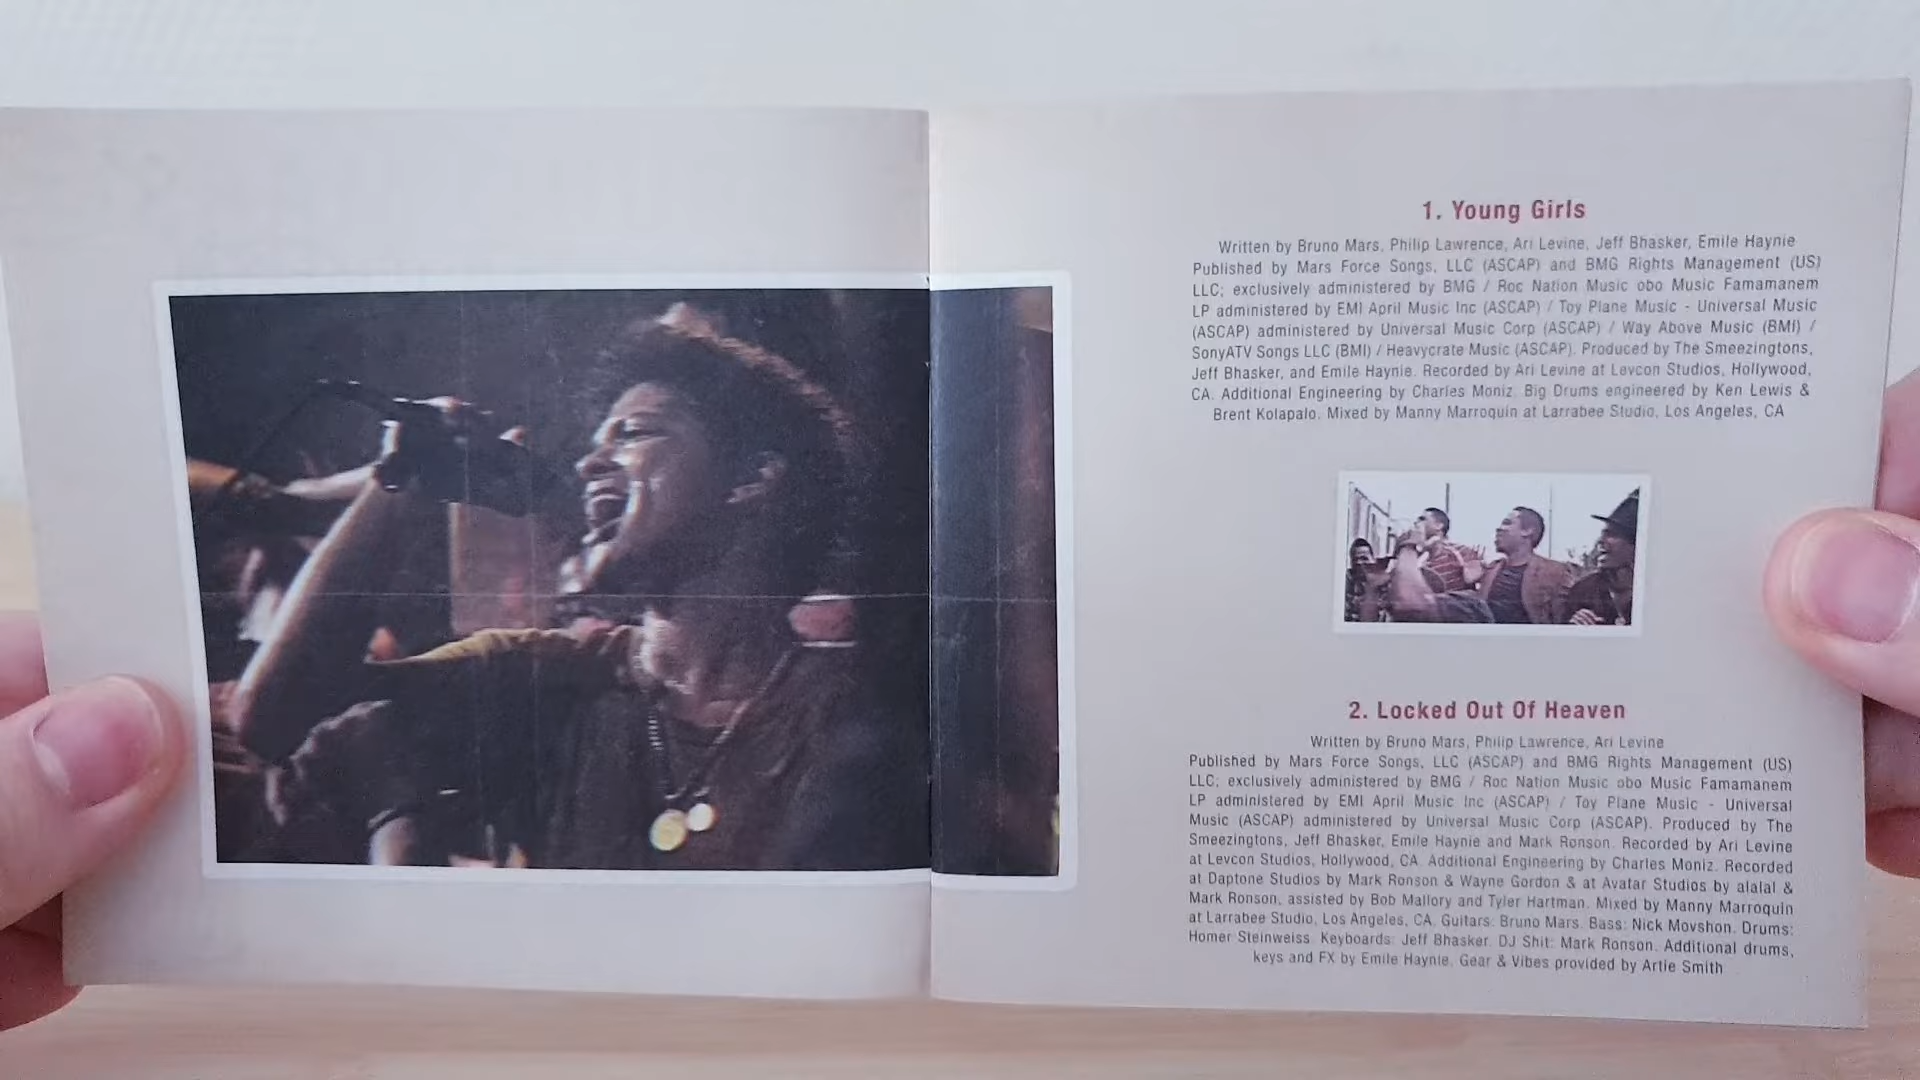 1. Young Girls
Written by Bruno Mars, Philip Lawrence, Ari Levine, Jeff Bhasker, Emile Haynie
Published by Mars Force Songs, LLC (ASCAP) and BMG Rights Management (US)
LLC; exclusively administered by BMG / Roc Nation Music obo Music Famamanem
LP administered by EMI April Music Inc (ASCAP) / Toy Plane Music - Universal Music
(ASCAP) administered by Universal Music Corp (ASCAP) / Way Above Music (BMI) /
SonyATV Songs LLC (BMI) / Heavycrate Music (ASCAP). Produced by The Smeezingtons,
Jeff Bhasker, and Emile Haynie. Recorded by Ari Levine at Levcon Studios, Hollywood,
CA. Additional Engineering by Charles Moniz. Big Drums engineered by Ken Lewis &
Brent Kolapalo. Mixed by Manny Marroquin at Larrabee Studio, Los Angeles, CA
2. Locked Out Of Heaven
Written by Bruno Mars, Philip Lawrence, Ari Levine
Published by Mars Force Songs, LLC (ASCAP) and BMG Rights Management (US)
LLC; exclusively administered by BMG / Roc Nation Music obo Music Famamanem
LP administered by EMI April Music Inc (ASCAP) / Toy Plane Music - Universal
Music (ASCAP) administered by Universal Music Corp (ASCAP). Produced by The
Smeezingtons, Jeff Bhasker, Emile Haynie and Mark Ronson. Recorded by Ari Levine
at Levcon Studios, Hollywood, CA. Additional Engineering by Charles Moniz. Recorded
at Daptone Studios by Mark Ronson & Wayne Gordon & at Avatar Studios by alalal &
Mark Ronson, assisted by Bob Mallory and Tyler Hartman. Mixed by Manny Marroquin
at Larrabee Studio, Los Angeles, CA. Guitars: Bruno Mars. Bass: Nick Movshon. Drums:
Homer Steinweiss. Keyboards: Jeff Bhasker. DJ Shit: Mark Ronson. Additional drums,
keys and FX by Emile Haynie. Gear & Vibes provided by Artie Smith